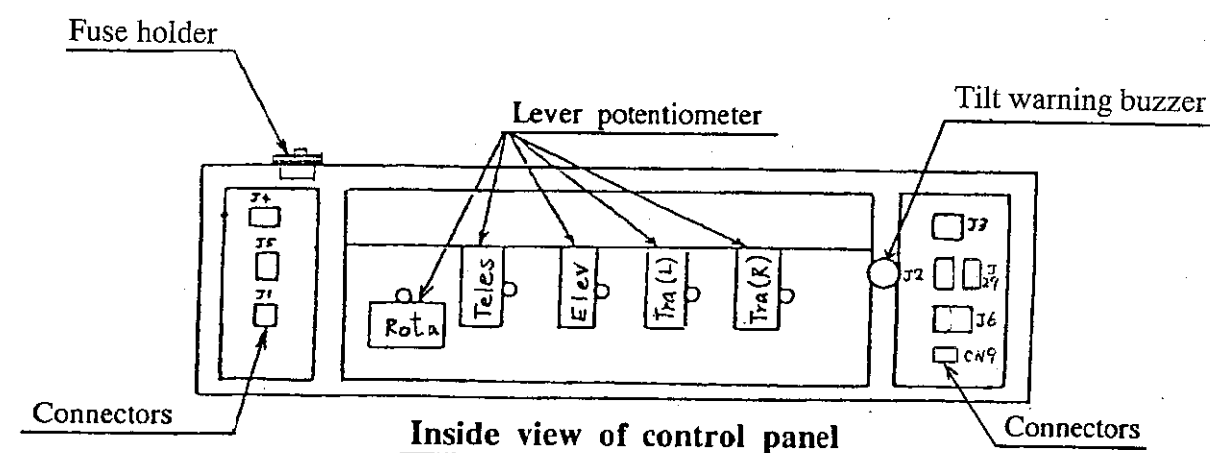 Fuse holder
Lever potentiometer
Tilt warning buzzer
J4
J5
J1
Rota
Teles
Elev
Tra(L)
Tra(R)
J3
J2
J29
J6
CN9
Connectors
Connectors
Inside view of control panel